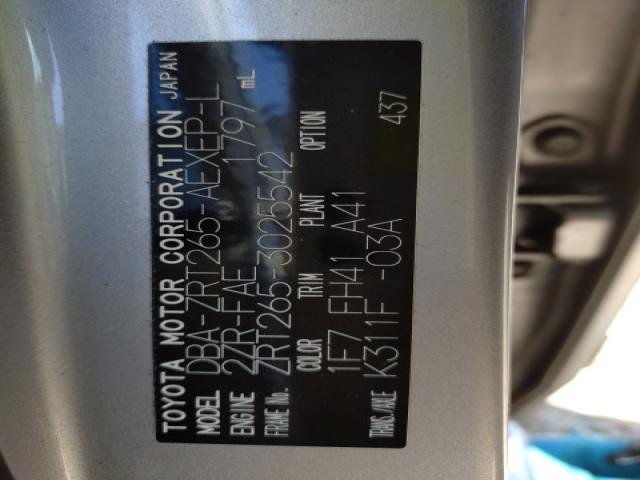 TOYOTA MOTOR CORPORATION JAPAN
MODEL DBA-ZRT265-AEXEP-L
ENGINE 2ZR-FAE 1797 mL
FRAME No. ZRT265-3025542
COLOR TRIM PLANT OPTION
1F7 FH41 A41 437
TRANS./AXLE K311F -03A